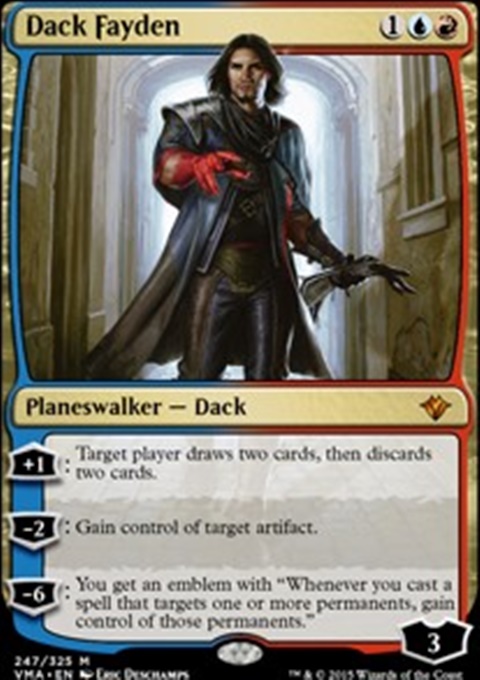 Dack Fayden 1
Planeswalker — Dack
+1 : Target player draws two cards, then discards
two cards.
-2 : Gain control of target artifact.
-6 : You get an emblem with “Whenever you cast a
spell that targets one or more permanents, gain
control of those permanents.”
3
247/325 M
VMA • EN Eric Deschamps ™ & © 2015 Wizards of the Coast